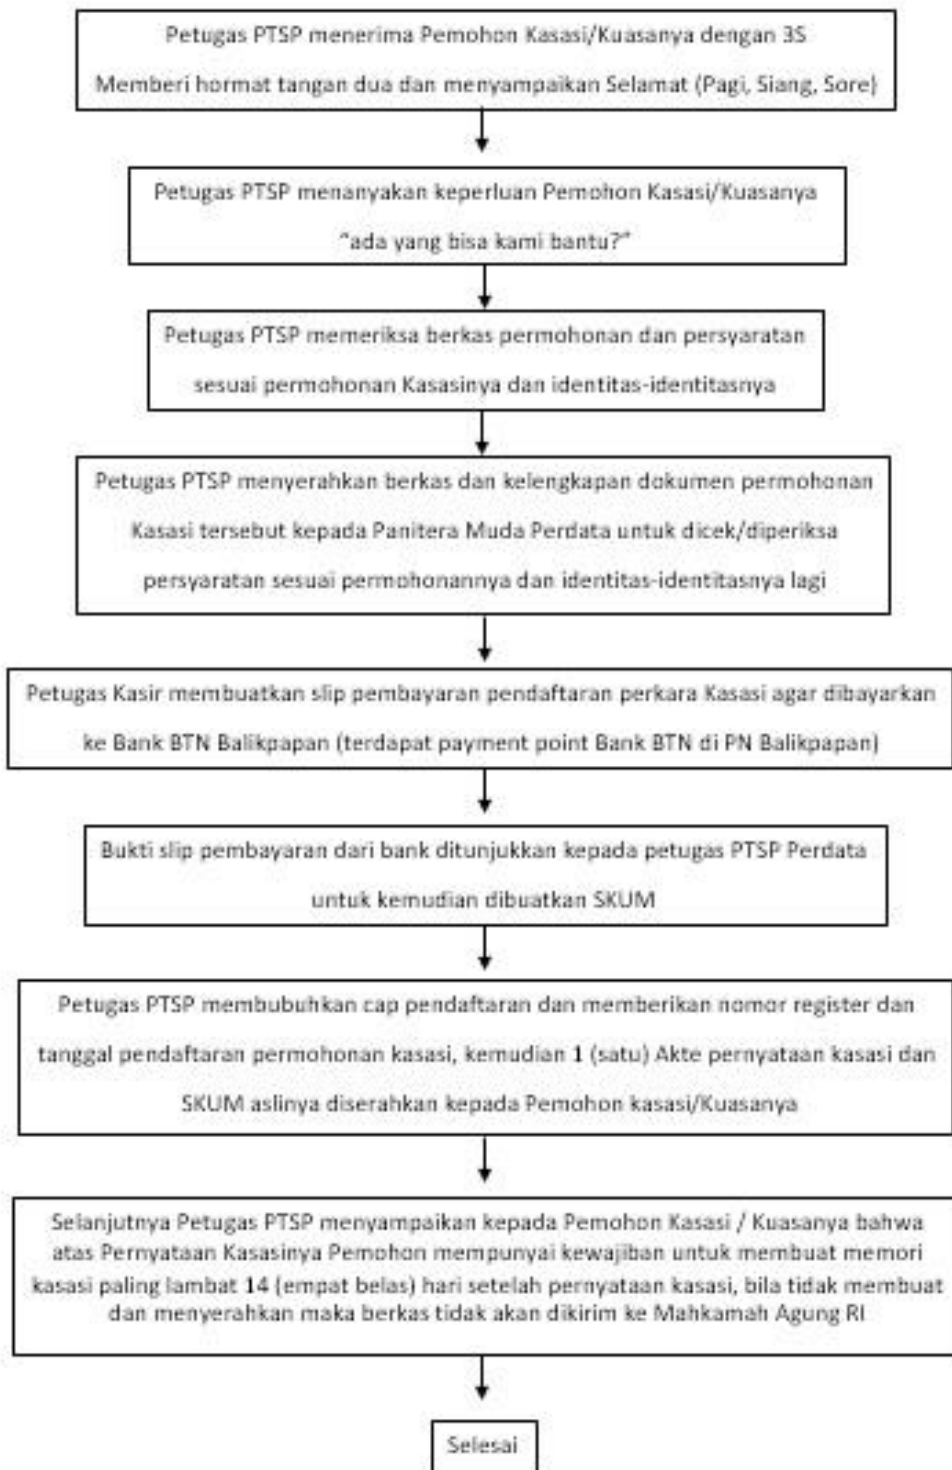 Petugas PTSP menerima Pemohon Kasasi/Kuasanya dengan 3S
Memberi hormat tangan dua dan menyampaikan Selamat (Pagi, Siang, Sore)
Petugas PTSP menanyakan keperluan Pemohon Kasasi/Kuasanya
“ada yang bisa kami bantu?”
Petugas PTSP memeriksa berkas permohonan dan persyaratan
sesuai permohonan Kasasinya dan identitas-identitasnya
Petugas PTSP menyerahkan berkas dan kelengkapan dokumen permohonan
Kasasi tersebut kepada Panitera Muda Perdata untuk dicek/diperiksa
persyaratan sesuai permohonannya dan identitas-identitasnya lagi
Petugas Kasir membuatkan slip pembayaran pendaftaran perkara Kasasi agar dibayarkan
ke Bank BTN Balikpapan (terdapat payment point Bank BTN di PN Balikpapan)
Bukti slip pembayaran dari bank ditunjukkan kepada petugas PTSP Perdata
untuk kemudian dibuatkan SKUM
Petugas PTSP membubuhkan cap pendaftaran dan memberikan nomor register dan
tanggal pendaftaran permohonan kasasi, kemudian 1 (satu) Akte pernyataan kasasi dan
SKUM aslinya diserahkan kepada Pemohon kasasi/Kuasanya
Selanjutnya Petugas PTSP menyampaikan kepada Pemohon Kasasi / Kuasanya bahwa
atas Pernyataan Kasasinya Pemohon mempunyai kewajiban untuk membuat memori
kasasi paling lambat 14 (empat belas) hari setelah pernyataan kasasi, bila tidak membuat
dan menyerahkan maka berkas tidak akan dikirim ke Mahkamah Agung RI
Selesai